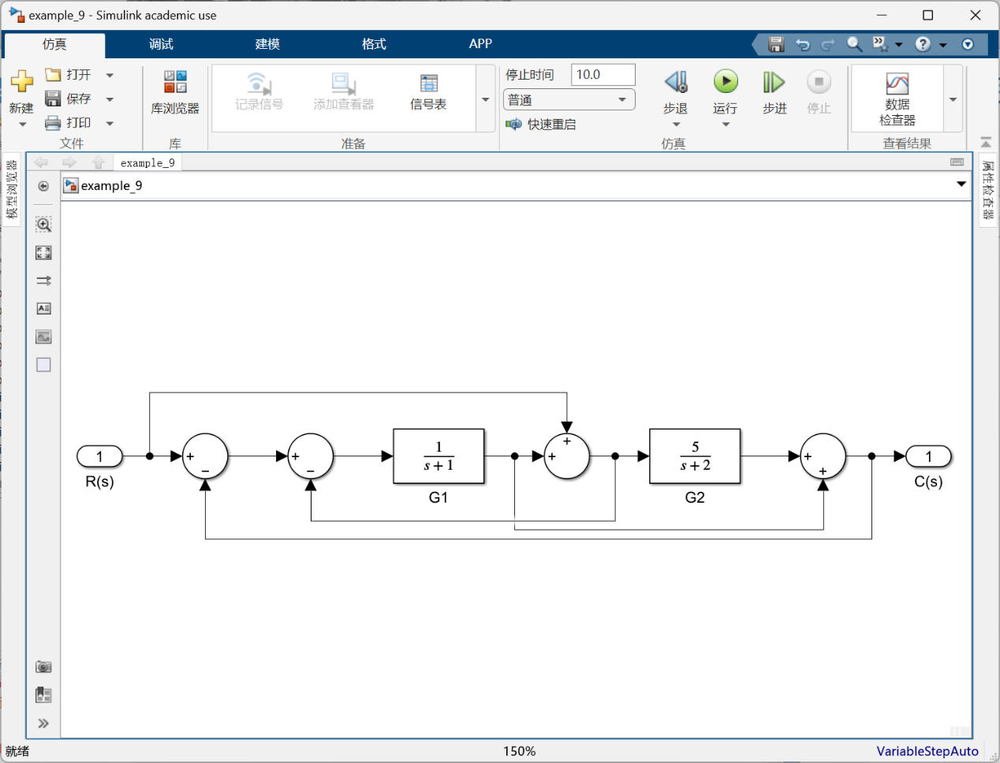 example_9 - Simulink academic use
仿真 调试 建模 格式 APP
新建
打开
保存
打印
文件
库浏览器
库
记录信号
添加查看器
信号表
准备
停止时间 10.0
普通
快速重启
步退
运行
步进
停止
仿真
数据
检查器
查看结果
模型浏览器
example_9
example_9
属性检查器
1
R(s)
+
−
+
−
1
s + 1
G1
+
+
5
s + 2
G2
+
+
1
C(s)
就绪
150%
VariableStepAuto